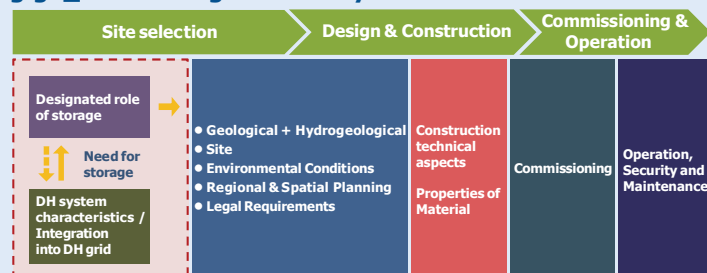 Site selection
Design & Construction
Commissioning &
Operation
Designated role
of storage
Need for
storage
DH system
characteristics /
Integration
into DH grid
● Geological + Hydrogeological
● Site
● Environmental Conditions
● Regional & Spatial Planning
● Legal Requirements
Construction
technical
aspects
Properties of
Material
Commissioning
Operation,
Security and
Maintenance